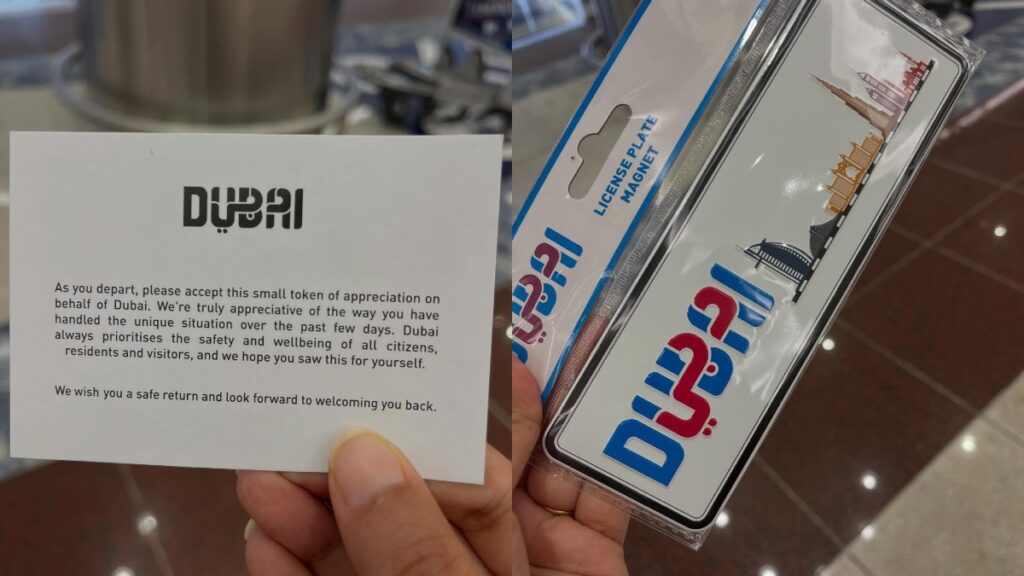 DUBAI
As you depart, please accept this small token of appreciation on
behalf of Dubai. We're truly appreciative of the way you have
handled the unique situation over the past few days. Dubai
always prioritises the safety and wellbeing of all citizens,
residents and visitors, and we hope you saw this for yourself.
We wish you a safe return and look forward to welcoming you back.
LICENSE PLATE
MAGNET
DUBAI
DUBAI